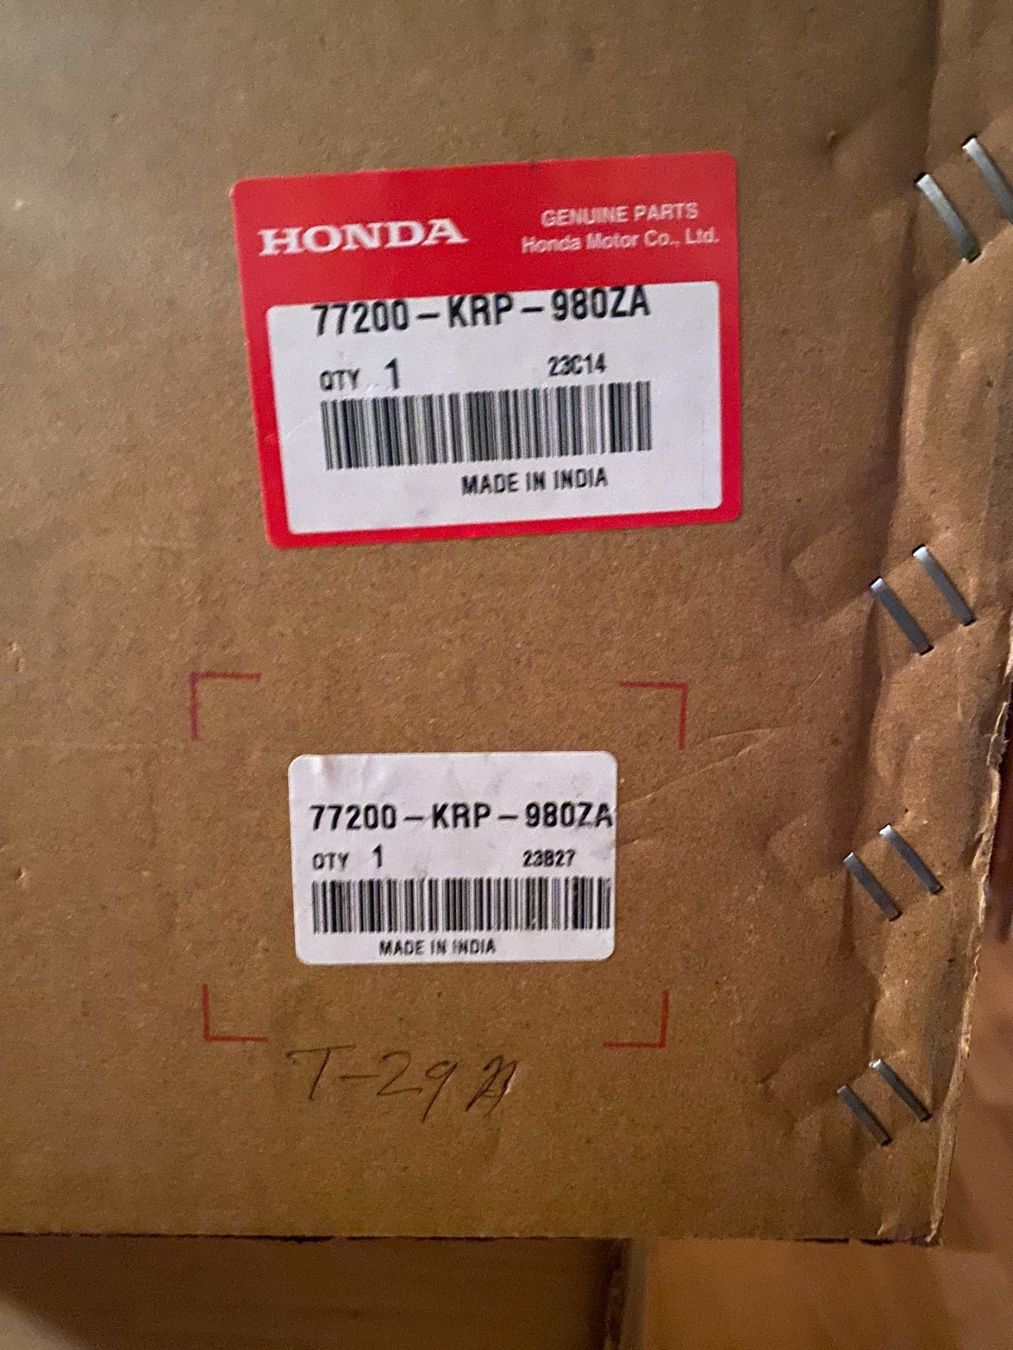 HONDA
GENUINE PARTS
Honda Motor Co., Ltd.
77200-KRP-980ZA
QTY 1 23C14
MADE IN INDIA
77200-KRP-980ZA
QTY 1 23B27
MADE IN INDIA
T-29